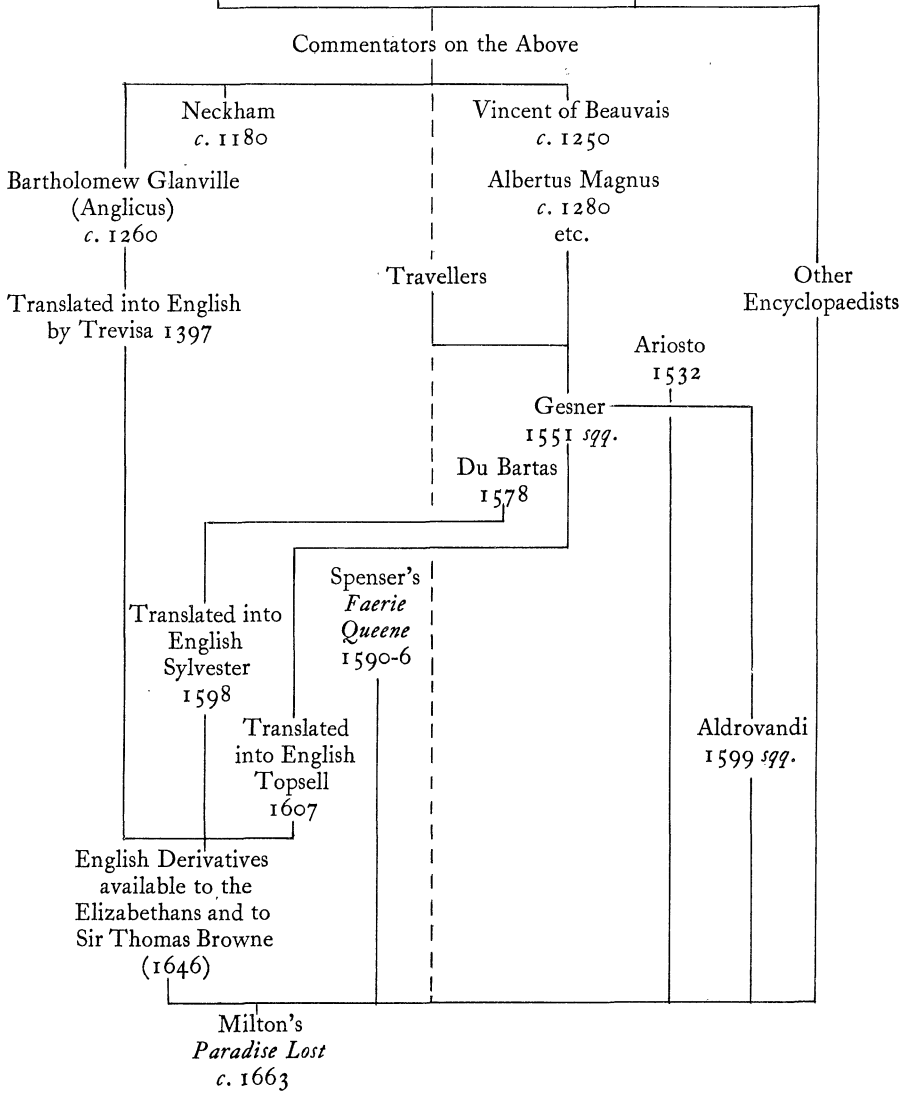 Commentators on the Above
Neckham
c. 1180
Vincent of Beauvais
c. 1250
Bartholomew Glanville
(Anglicus)
c. 1260
Albertus Magnus
c. 1280
etc.
Travellers
Other
Encyclopaedists
Translated into English
by Trevisa 1397
Ariosto
1532
Gesner
1551 sqq.
Du Bartas
1578
Spenser's
Faerie
Queene
1590-6
Translated into
English
Sylvester
1598
Translated
into English
Topsell
1607
Aldrovandi
1599 sqq.
English Derivatives
available to the
Elizabethans and to
Sir Thomas Browne
(1646)
Milton's
Paradise Lost
c. 1663